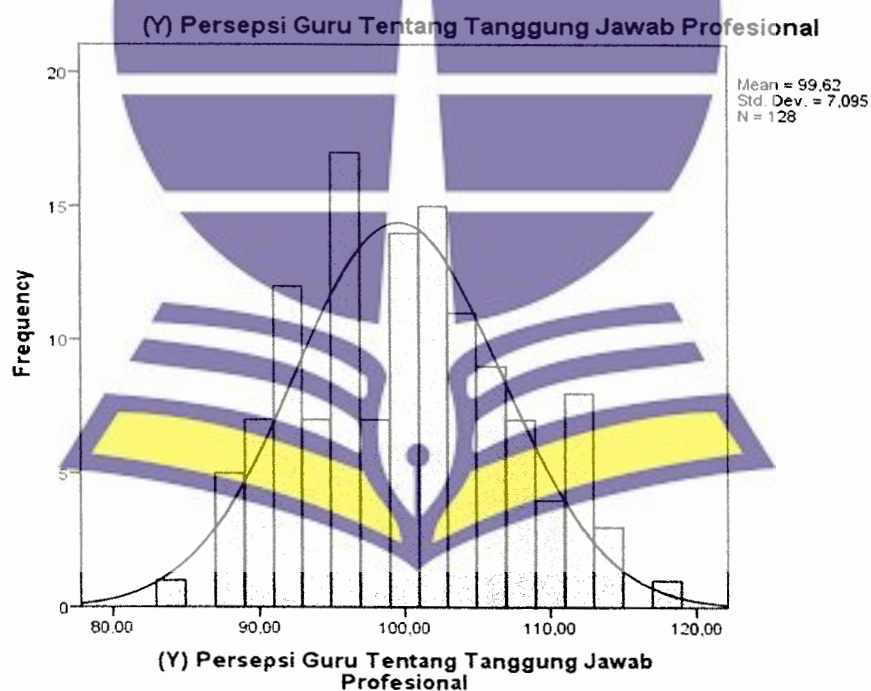 (Y) Persepsi Guru Tentang Tanggung Jawab Profesional
Mean = 99,62
Std. Dev. = 7,095
N = 128
Frequency
20
15
10
5
0
80,00 90,00 100,00 110,00 120,00
(Y) Persepsi Guru Tentang Tanggung Jawab
Profesional